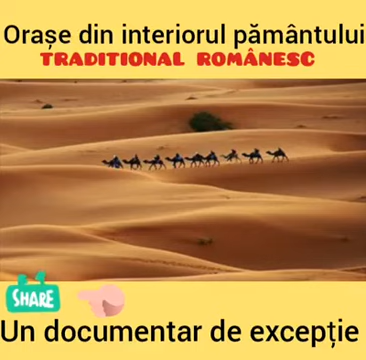 Orașe din interiorul pământului
TRADITIONAL ROMÂNESC
SHARE
Un documentar de excepție